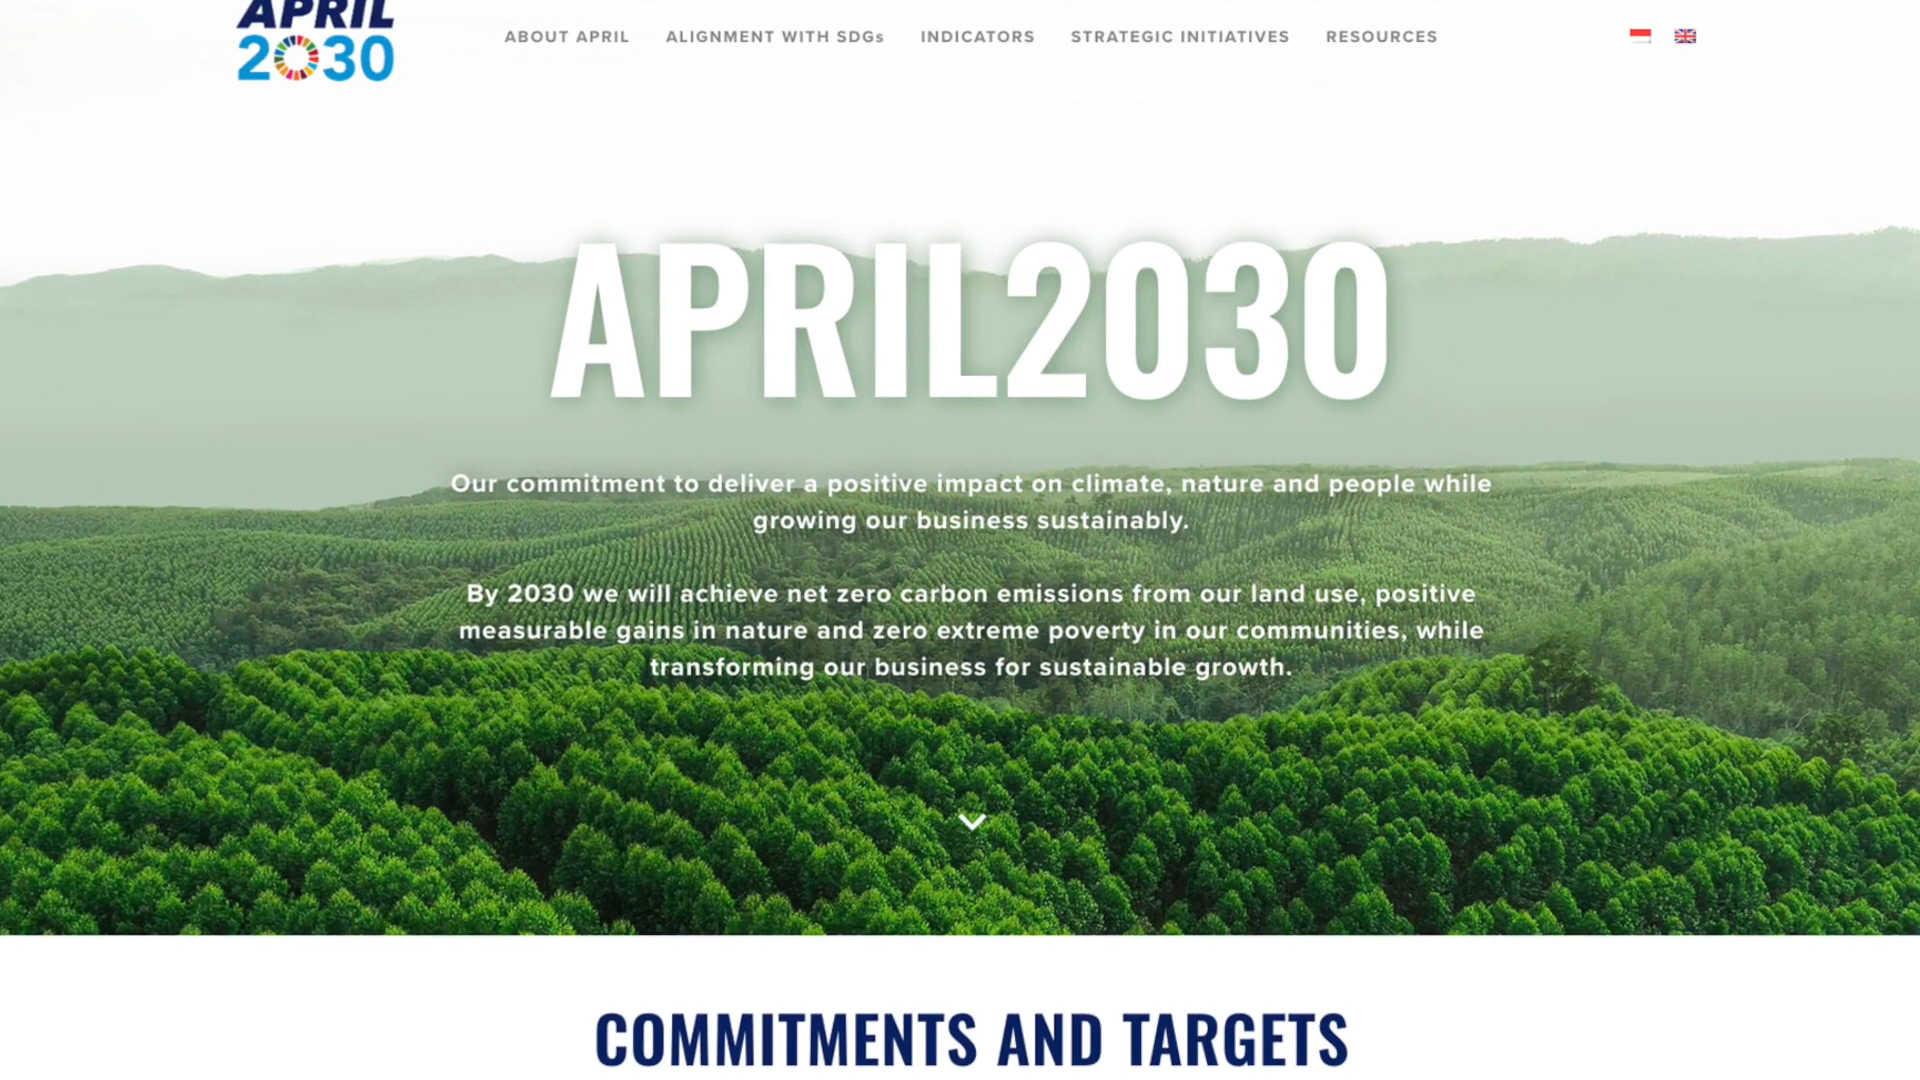 APRIL
2030
ABOUT APRIL
ALIGNMENT WITH SDGs
INDICATORS
STRATEGIC INITIATIVES
RESOURCES
APRIL2030
Our commitment to deliver a positive impact on climate, nature and people while
growing our business sustainably.
By 2030 we will achieve net zero carbon emissions from our land use, positive
measurable gains in nature and zero extreme poverty in our communities, while
transforming our business for sustainable growth.
COMMITMENTS AND TARGETS